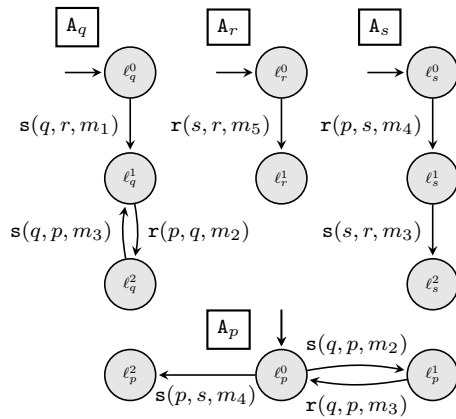 A_q A_r A_s
ℓ_q^0 ℓ_r^0 ℓ_s^0
s(q, r, m_1) r(s, r, m_5) r(p, s, m_4)
ℓ_q^1 ℓ_r^1 ℓ_s^1
s(q, p, m_3) r(p, q, m_2) s(s, r, m_3)
ℓ_q^2 ℓ_s^2
A_p
s(q, p, m_2)
ℓ_p^2 ℓ_p^0 ℓ_p^1
s(p, s, m_4) r(q, p, m_3)